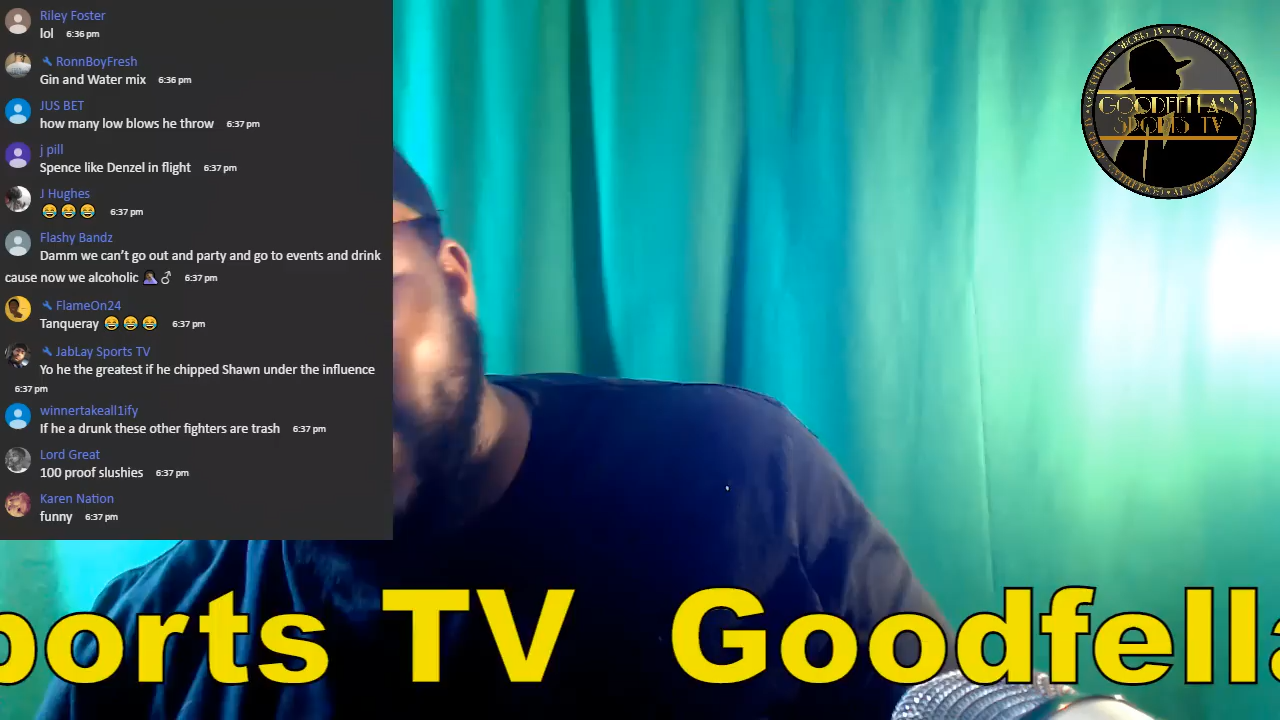 Riley Foster
lol 6:36 pm
RonnBoyFresh
Gin and Water mix 6:36 pm
JUS BET
how many low blows he throw 6:37 pm
j pill
Spence like Denzel in flight 6:37 pm
J Hughes
😂 😂 😂 6:37 pm
Flashy Bandz
Damm we can’t go out and party and go to events and drink
cause now we alcoholic 🤦🏿♂ 6:37 pm
FlameOn24
Tanqueray 😂 😂 😂 6:37 pm
JabLay Sports TV
Yo he the greatest if he chipped Shawn under the influence
6:37 pm
winnertakeall1ify
If he a drunk these other fighters are trash 6:37 pm
Lord Great
100 proof slushies 6:37 pm
Karen Nation
funny 6:37 pm
GOODFELLA'S
SPORTS TV
ports TV Goodfella